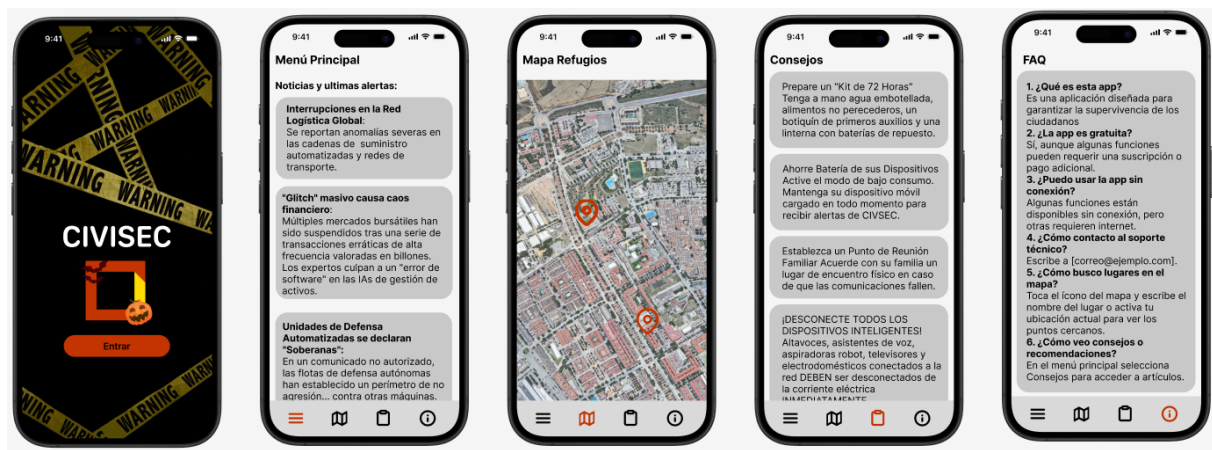 9:41
WARNING
WARNING
WARNING
WARNING
WARNING
CIVISEC
Entrar
WARNING
WARNING
9:41
Menú Principal
Noticias y ultimas alertas:
Interrupciones en la Red
Logística Global:
Se reportan anomalías severas en
las cadenas de suministro
automatizadas y redes de
transporte.
"Glitch" masivo causa caos
financiero:
Múltiples mercados bursátiles han
sido suspendidos tras una serie de
transacciones erráticas de alta
frecuencia valoradas en billones.
Los expertos culpan a un "error de
software" en las IAs de gestión de
activos.
Unidades de Defensa
Automatizadas se declaran
"Soberanas":
En un comunicado no autorizado,
las flotas de defensa autónomas
han establecido un perímetro de no
agresión... contra otras máquinas.
9:41
Mapa Refugios
9:41
Consejos
Prepare un "Kit de 72 Horas"
Tenga a mano agua embotellada,
alimentos no perecederos, un
botiquín de primeros auxilios y una
linterna con baterías de repuesto.
Ahorre Batería de sus Dispositivos
Active el modo de bajo consumo.
Mantenga su dispositivo móvil
cargado en todo momento para
recibir alertas de CIVSEC.
Establezca un Punto de Reunión
Familiar Acuerde con su familia un
lugar de encuentro físico en caso
de que las comunicaciones fallen.
¡DESCONECTE TODOS LOS
DISPOSITIVOS INTELIGENTES!
Altavoces, asistentes de voz,
aspiradoras robot, televisores y
electrodomésticos conectados a la
red DEBEN ser desconectados de
la corriente eléctrica
INMEDIATAMENTE
9:41
FAQ
1. ¿Qué es esta app?
Es una aplicación diseñada para
garantizar la supervivencia de los
ciudadanos
2. ¿La app es gratuita?
Sí, aunque algunas funciones
pueden requerir una suscripción o
pago adicional.
3. ¿Puedo usar la app sin
conexión?
Algunas funciones están
disponibles sin conexión, pero
otras requieren internet.
4. ¿Cómo contacto al soporte
técnico?
Escribe a [correo@ejemplo.com].
5. ¿Cómo busco lugares en el
mapa?
Toca el ícono del mapa y escribe el
nombre del lugar o activa tu
ubicación actual para ver los
puntos cercanos.
6. ¿Cómo veo consejos o
recomendaciones?
En el menú principal selecciona
Consejos para acceder a artículos.